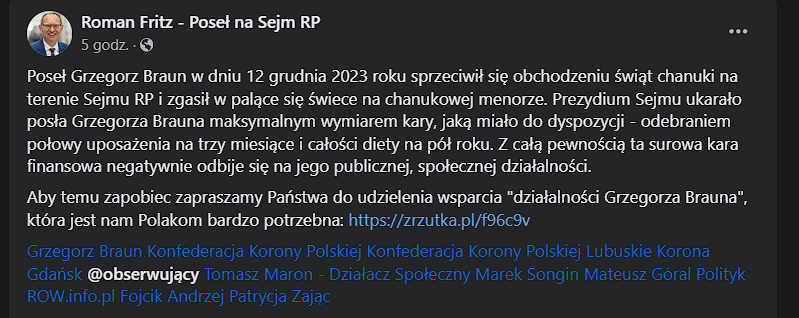 Roman Fritz - Poseł na Sejm RP
5 godz. ·
Poseł Grzegorz Braun w dniu 12 grudnia 2023 roku sprzeciwił się obchodzeniu świąt chanuki na
terenie Sejmu RP i zgasił w palące się świece na chanukowej menorze. Prezydium Sejmu ukarało
posła Grzegorza Brauna maksymalnym wymiarem kary, jaką miało do dyspozycji - odebraniem
połowy uposażenia na trzy miesiące i całości diety na pół roku. Z całą pewnością ta surowa kara
finansowa negatywnie odbije się na jego publicznej, społecznej działalności.
Aby temu zapobiec zapraszamy Państwa do udzielenia wsparcia "działalności Grzegorza Brauna",
która jest nam Polakom bardzo potrzebna: https://zrzutka.pl/f96c9v
Grzegorz Braun Konfederacja Korony Polskiej Konfederacja Korony Polskiej Lubuskie Korona
Gdańsk @obserwujący Tomasz Maron - Działacz Społeczny Marek Songin Mateusz Góral Polityk
ROW.info.pl Fojcik Andrzej Patrycja Zając